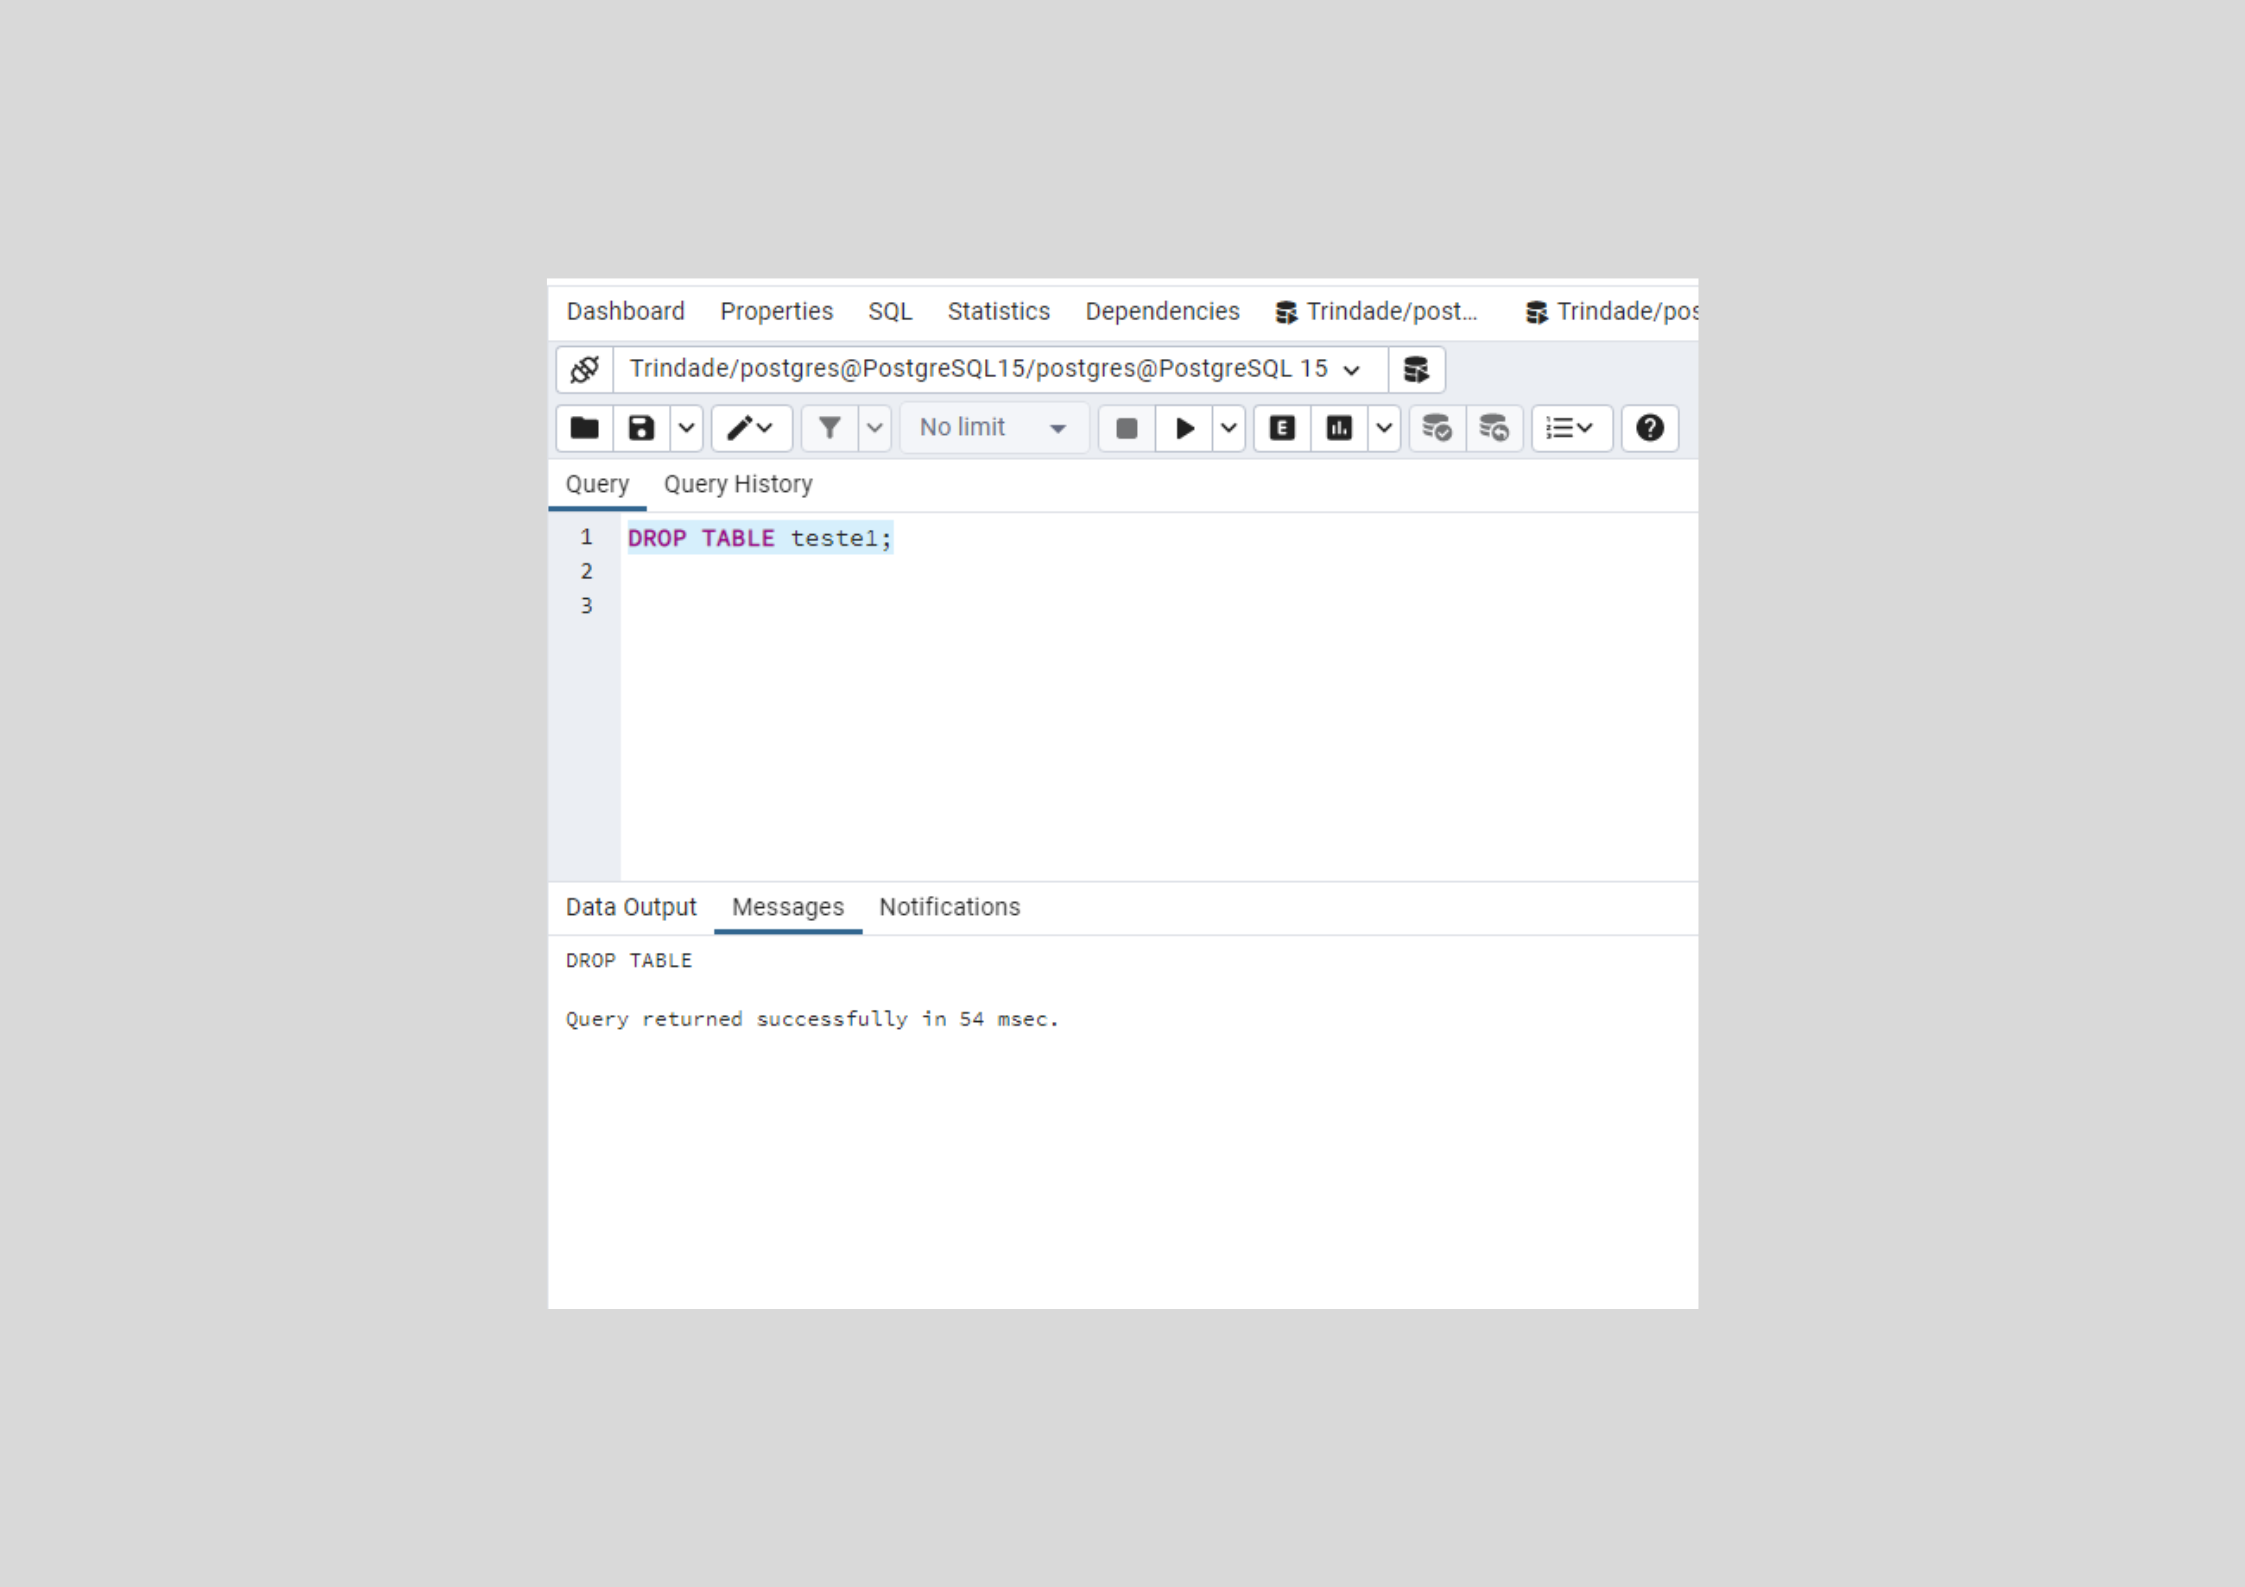 Dashboard Properties SQL Statistics Dependencies Trindade/post... Trindade/pos
Trindade/postgres@PostgreSQL15/postgres@PostgreSQL 15
No limit E
Query Query History
1 DROP TABLE teste1;
2
3
Data Output Messages Notifications
DROP TABLE
Query returned successfully in 54 msec.